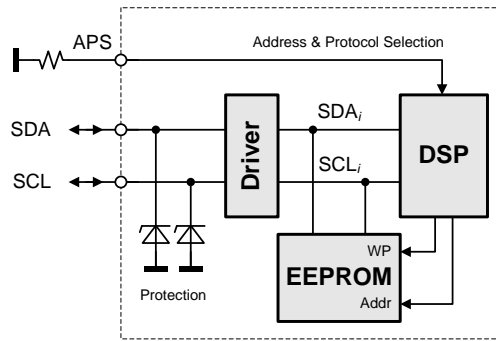 APS
Address & Protocol Selection
SDA
SDAi
Driver
DSP
SCL
SCLi
WP
EEPROM
Addr
Protection